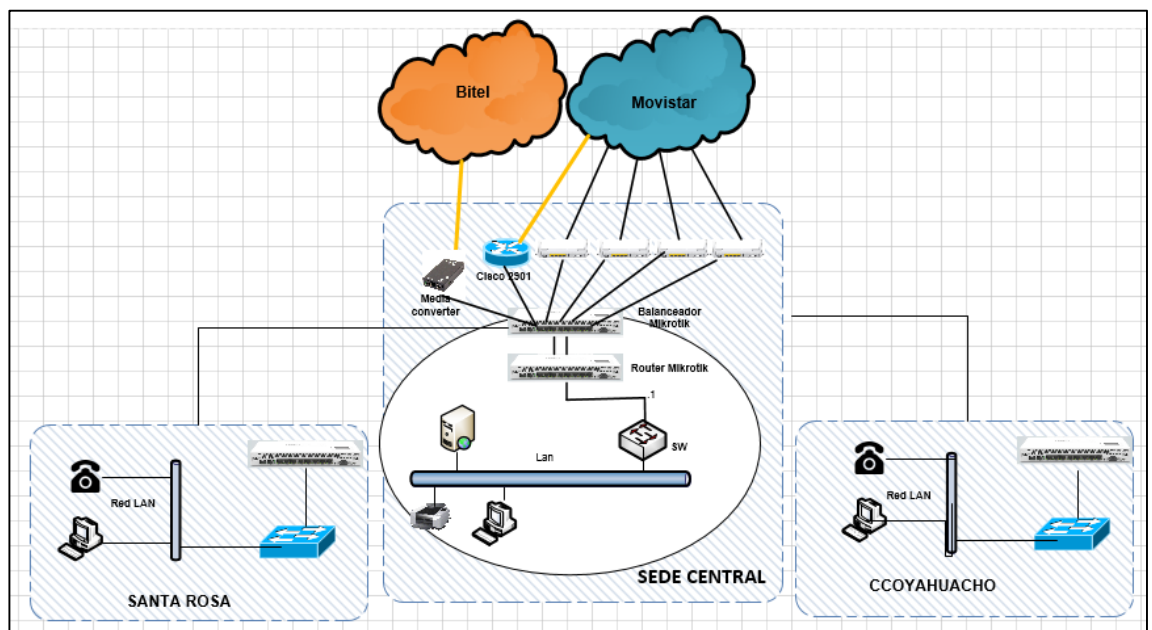 Bitel
Movistar
Cisco 2901
Media
converter
Balanceador
Mikrotik
Router Mikrotik
.1
SW
Lan
SEDE CENTRAL
Red LAN
SANTA ROSA
Red LAN
CCOYAHUACHO